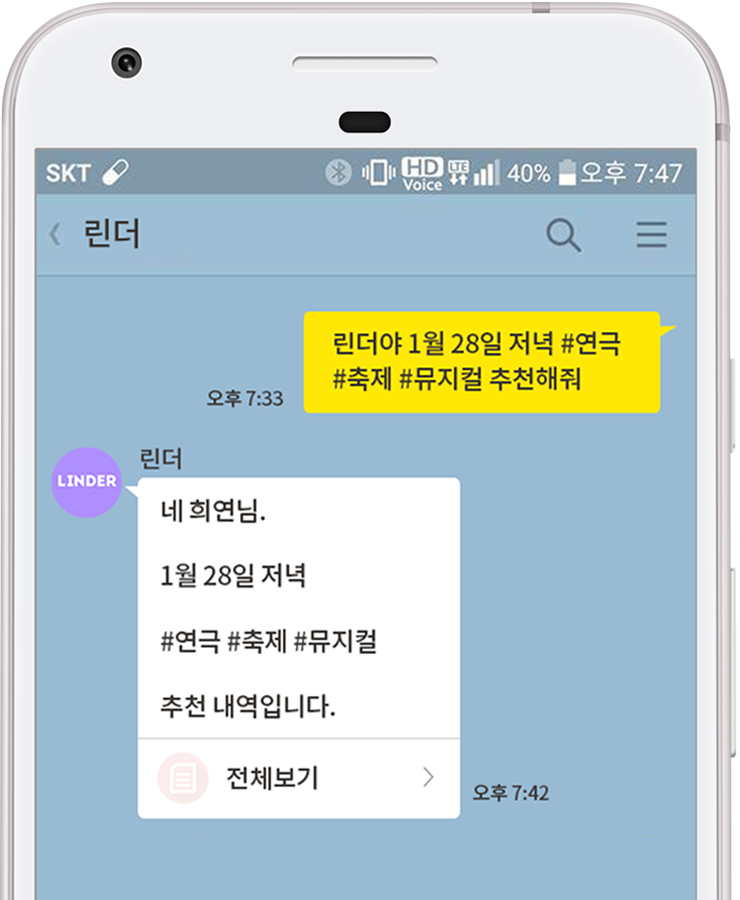 SKT HD Voice LTE 40% 오후 7:47
린더
린더야 1월 28일 저녁 #연극
#축제 #뮤지컬 추천해줘
오후 7:33
린더
LINDER
네 희연님.
1월 28일 저녁
#연극 #축제 #뮤지컬
추천 내역입니다.
전체보기
오후 7:42